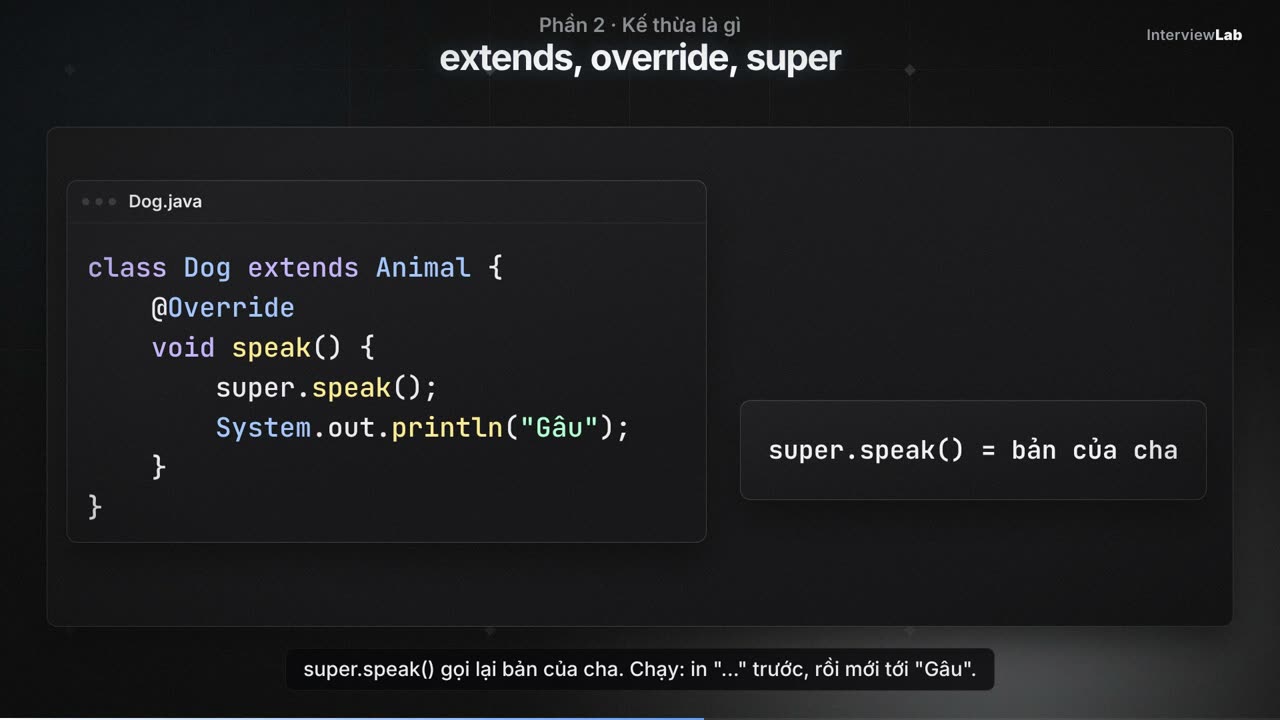 Phần 2 · Kế thừa là gì
extends, override, super
InterviewLab
Dog.java
class Dog extends Animal {
    @Override
    void speak() {
        super.speak();
        System.out.println("Gâu");
    }
}
super.speak() = bản của cha
super.speak() gọi lại bản của cha. Chạy: in "..." trước, rồi mới tới "Gâu".